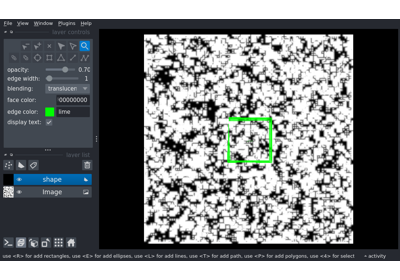 File View Window Plugins Help
layer controls
opacity: 0.70
edge width: 1
blending: translucen
face color: 00000000
edge color: lime
display text:
layer list
shape
Image
use <R> for add rectangles, use <E> for add ellipses, use <L> for add lines, use <T> for add path, use <P> for add polygons, use <4> for select activity